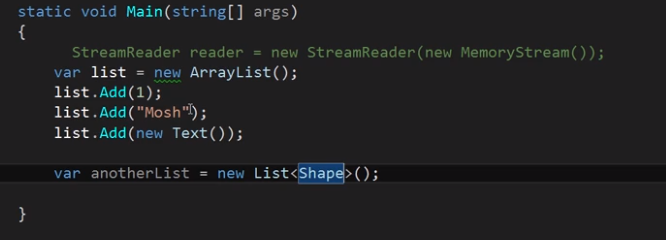 static void Main(string[] args)
{
StreamReader reader = new StreamReader(new MemoryStream());
var list = new ArrayList();
list.Add(1);
list.Add("Mosh");
list.Add(new Text());
var anotherList = new List<Shape>();
}